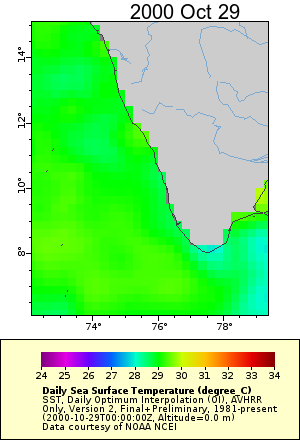 2000 Oct 29
14°
12°
10°
8°
74° 76° 78°
24 25 26 27 28 29 30 31 32 33 34
Daily Sea Surface Temperature (degree_C)
SST, Daily Optimum Interpolation (OI), AVHRR
Only, Version 2, Final+Preliminary, 1981-present
(2000-10-29T00:00:00Z, Altitude=0.0 m)
Data courtesy of NOAA NCEI